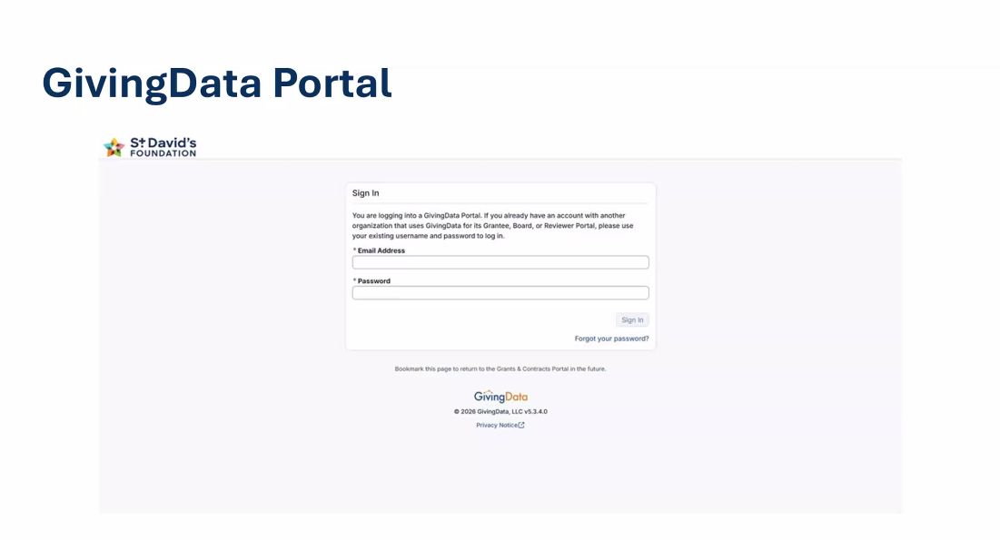 GivingData Portal
St David's
FOUNDATION
Sign In
You are logging into a GivingData Portal. If you already have an account with another
organization that uses GivingData for its Grantee, Board, or Reviewer Portal, please use
your existing username and password to log in.
* Email Address
* Password
Sign In
Forgot your password?
Bookmark this page to return to the Grants & Contracts Portal in the future.
GivingData
© 2026 GivingData, LLC v5.3.4.0
Privacy Notice